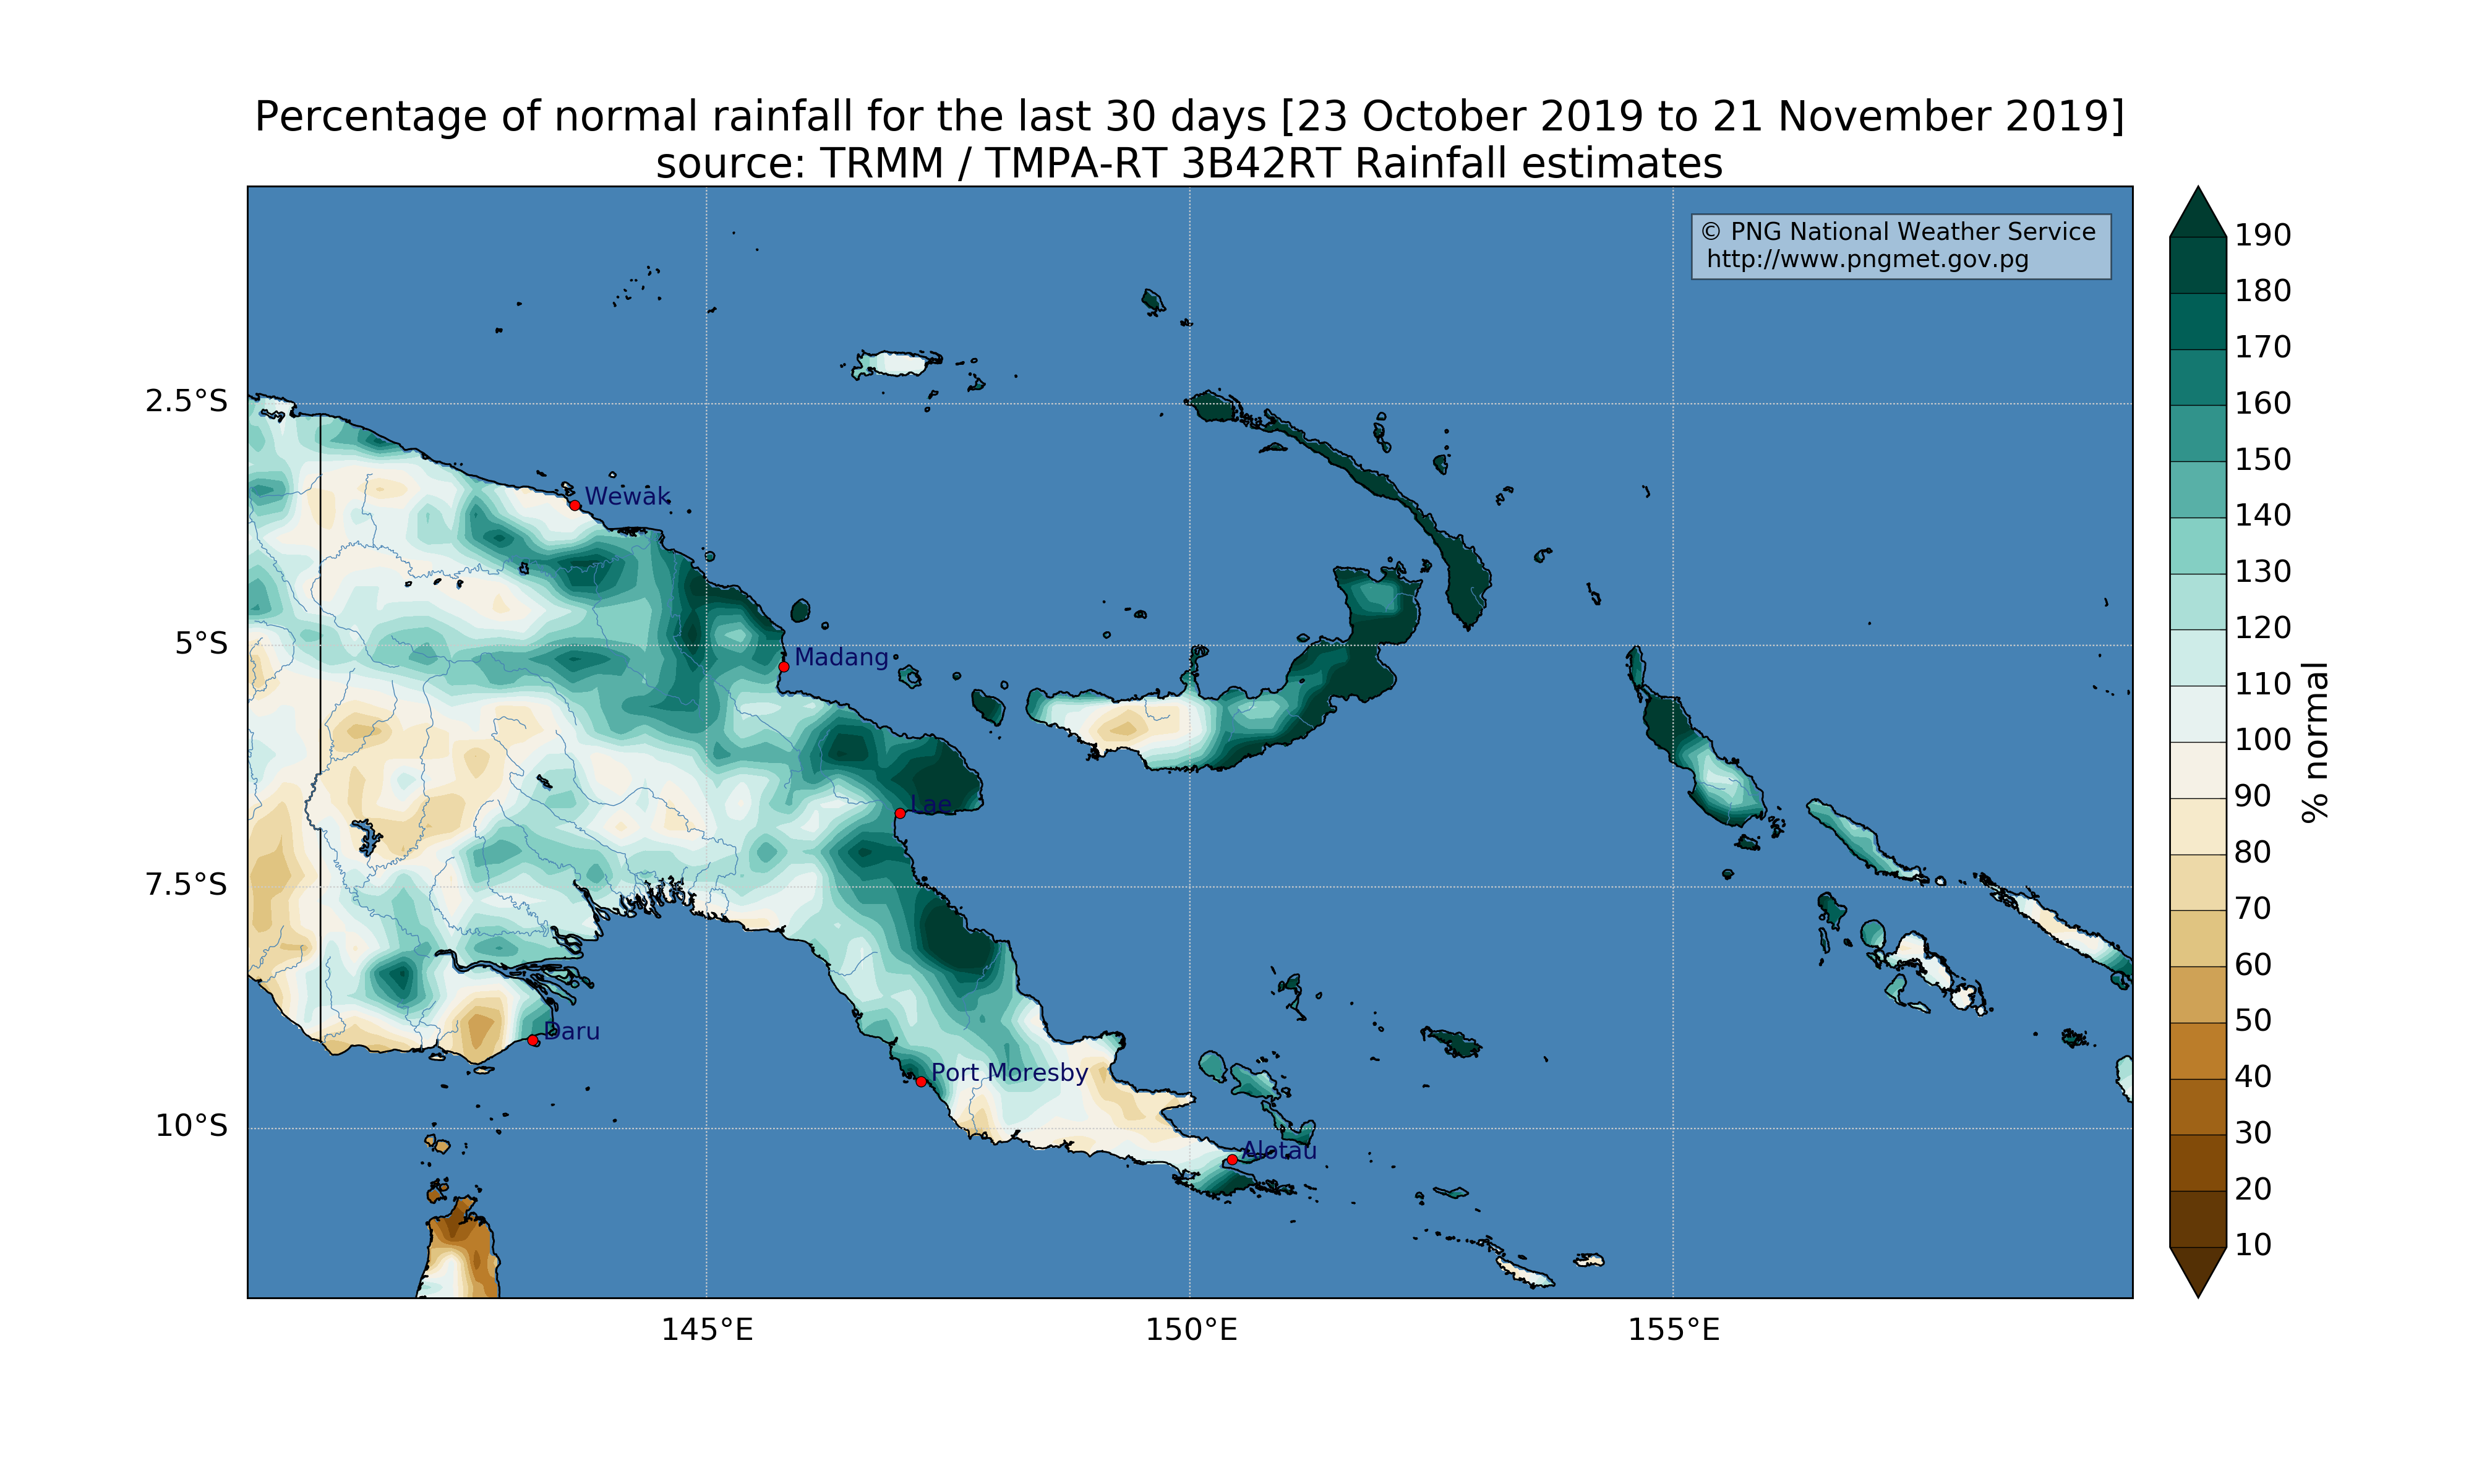 Percentage of normal rainfall for the last 30 days [23 October 2019 to 21 November 2019]
source: TRMM / TMPA-RT 3B42RT Rainfall estimates
© PNG National Weather Service
http://www.pngmet.gov.pg
2.5°S
5°S
7.5°S
10°S
Wewak
Madang
Lae
Daru
Port Moresby
Alotau
145°E
150°E
155°E
190
180
170
160
150
140
130
120
110
100
90
80
70
60
50
40
30
20
10
% normal